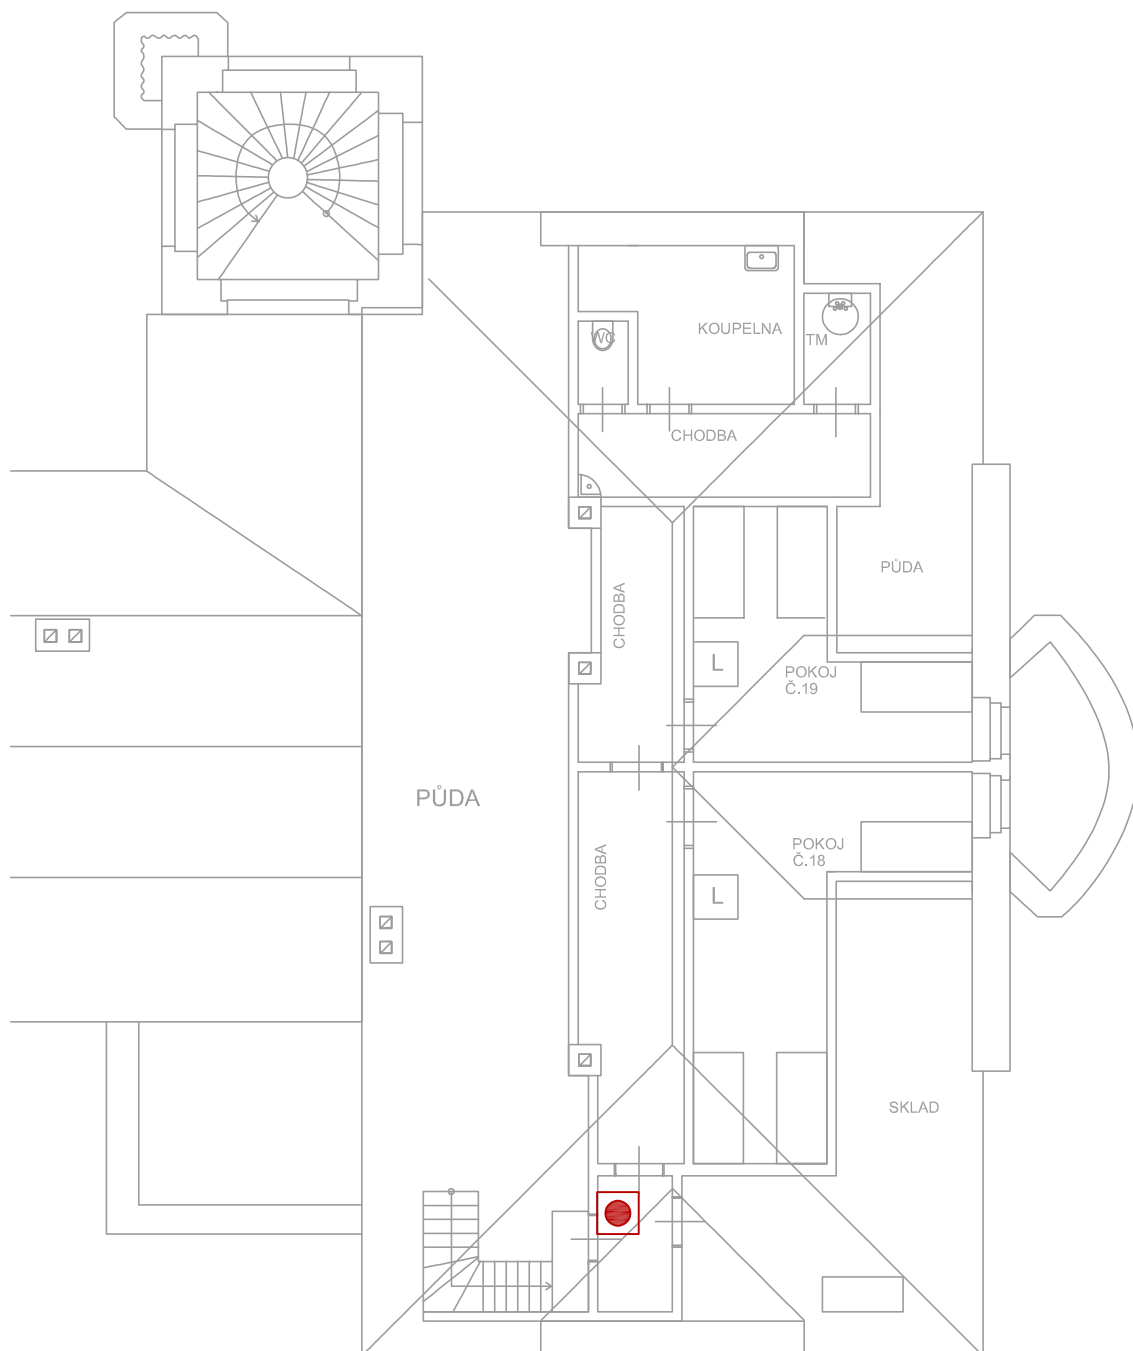 WC
KOUPELNA
TM
CHODBA
PŮDA
CHODBA
L
POKOJ
Č.19
PŮDA
CHODBA
POKOJ
Č.18
L
SKLAD